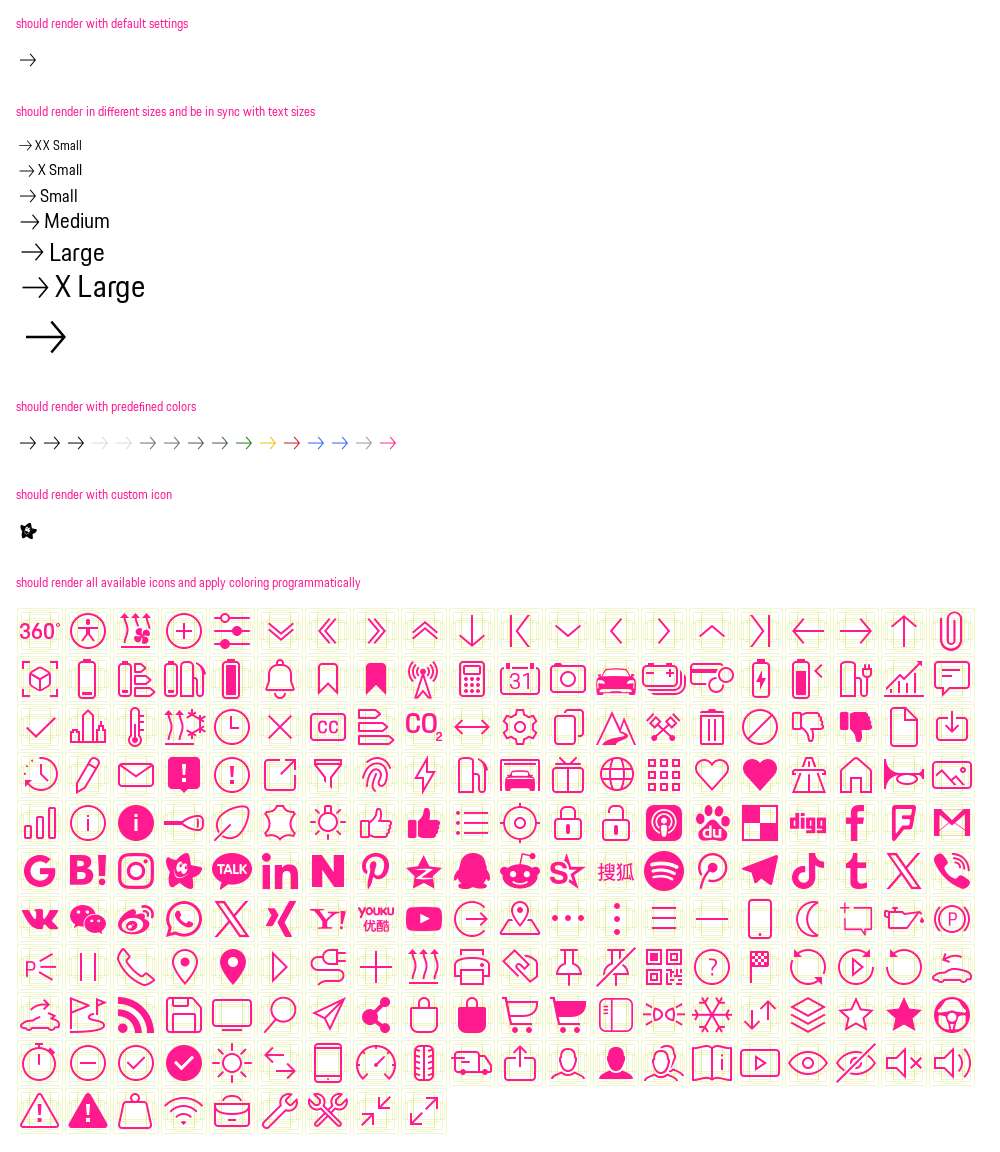 should render with default settings
should render in different sizes and be in sync with text sizes
XX Small
X Small
Small
Medium
Large
X Large
should render with predefined colors
should render with custom icon
should render all available icons and apply coloring programmatically
360°
31
CC
CO2
du
digg
G B! TALK in N Z S 搜狐
f F M
t X
X Y! YOUKU 优酷
P
P
?